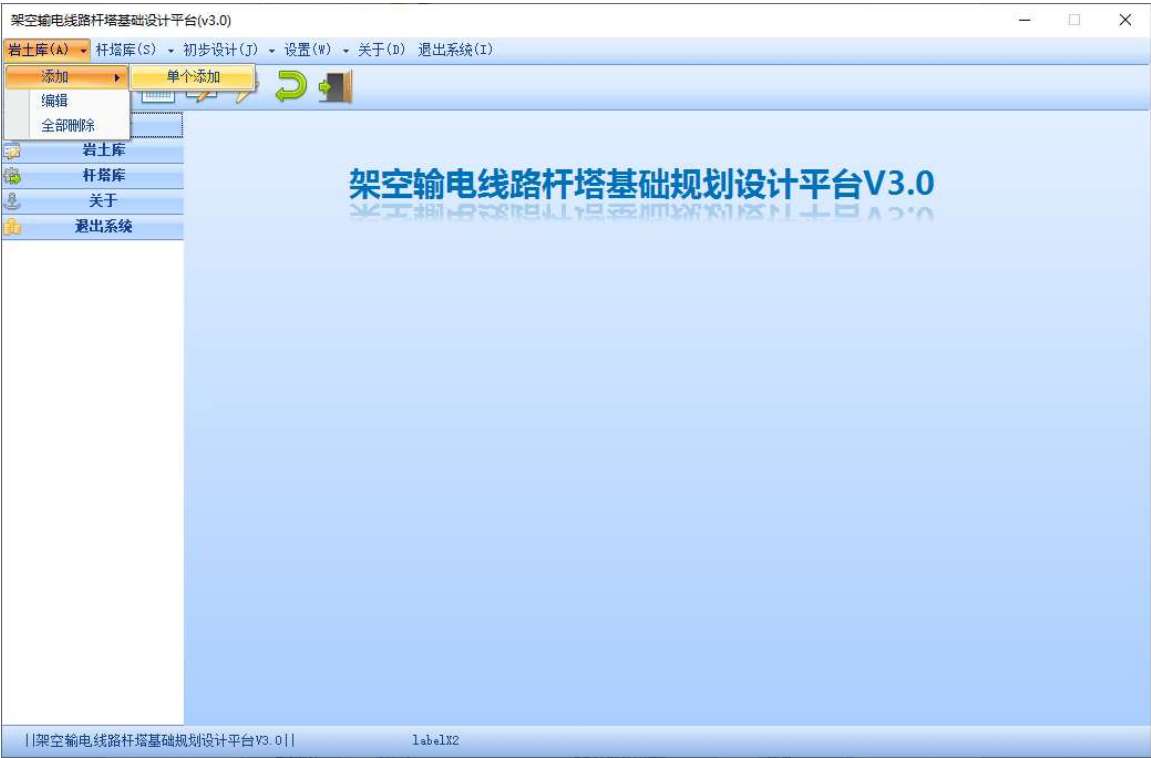 架空输电线路杆塔基础设计平台(v3.0)
岩土库(A) 杆塔库(S) 初步设计(J) 设置(W) 关于(D) 退出系统(I)
添加 单个添加
编辑
全部删除
岩土库
杆塔库
关于
退出系统
架空输电线路杆塔基础规划设计平台V3.0
||架空输电线路杆塔基础规划设计平台V3.0|| labelX2